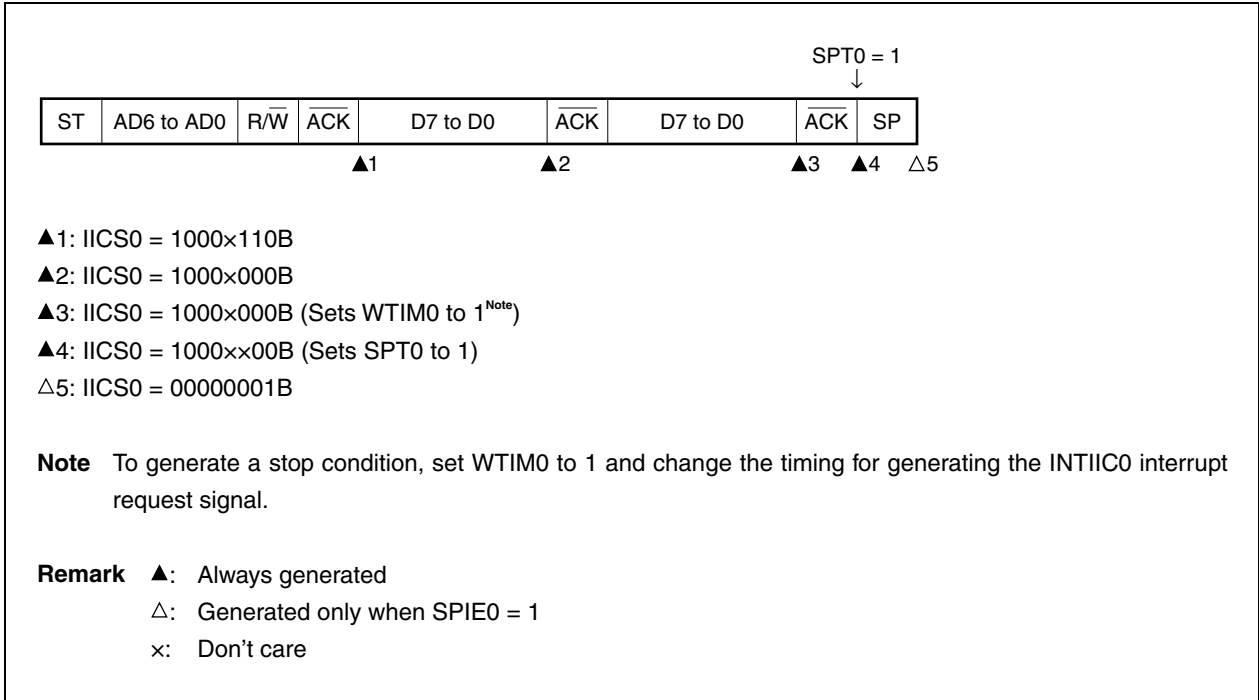 SPT0 = 1
↓
ST AD6 to AD0 R/W̅ A̅C̅K̅ D7 to D0 A̅C̅K̅ D7 to D0 A̅C̅K̅ SP
▲1 ▲2 ▲3 ▲4 △5
▲1: IICS0 = 1000×110B
▲2: IICS0 = 1000×000B
▲3: IICS0 = 1000×000B (Sets WTIM0 to 1Note)
▲4: IICS0 = 1000××00B (Sets SPT0 to 1)
△5: IICS0 = 00000001B
Note To generate a stop condition, set WTIM0 to 1 and change the timing for generating the INTIIC0 interrupt
request signal.
Remark ▲: Always generated
△: Generated only when SPIE0 = 1
×: Don't care